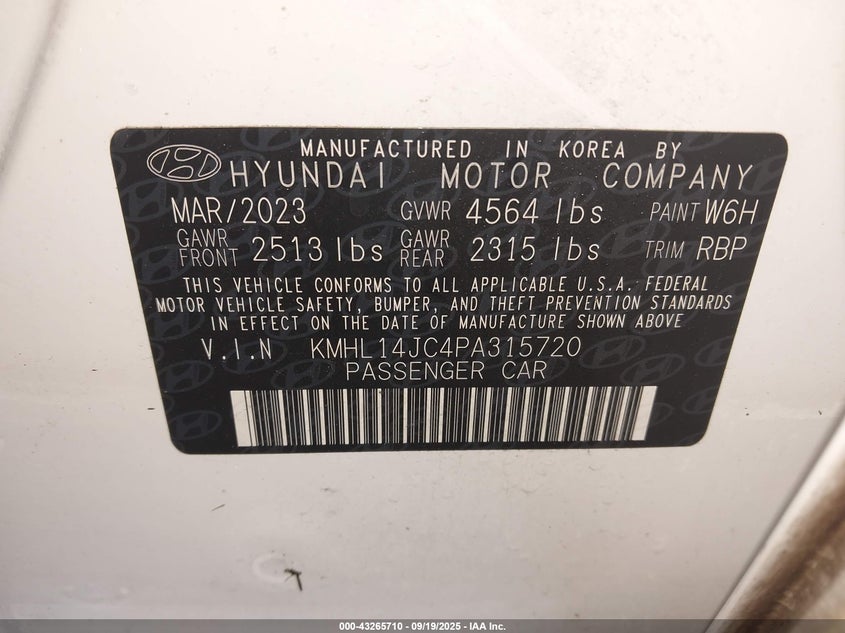 MANUFACTURED IN KOREA BY
HYUNDAI MOTOR COMPANY
MAR/2023 GVWR 4564 lbs PAINT W6H
GAWR FRONT 2513 lbs GAWR REAR 2315 lbs TRIM RBP
THIS VEHICLE CONFORMS TO ALL APPLICABLE U.S.A. FEDERAL
MOTOR VEHICLE SAFETY, BUMPER, AND THEFT PREVENTION STANDARDS
IN EFFECT ON THE DATE OF MANUFACTURE SHOWN ABOVE
V.I.N KMHL14JC4PA315720
PASSENGER CAR
000-43265710 - 09/19/2025 - IAA Inc.